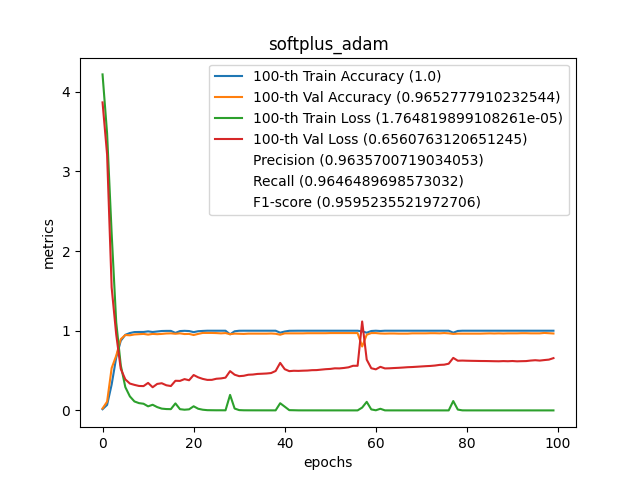 softplus_adam
100-th Train Accuracy (1.0)
100-th Val Accuracy (0.9652777910232544)
100-th Train Loss (1.764819899108261e-05)
100-th Val Loss (0.6560763120651245)
Precision (0.9635700719034053)
Recall (0.9646489698573032)
F1-score (0.9595235521972706)
metrics
4
3
2
1
0
0 20 40 60 80 100
epochs